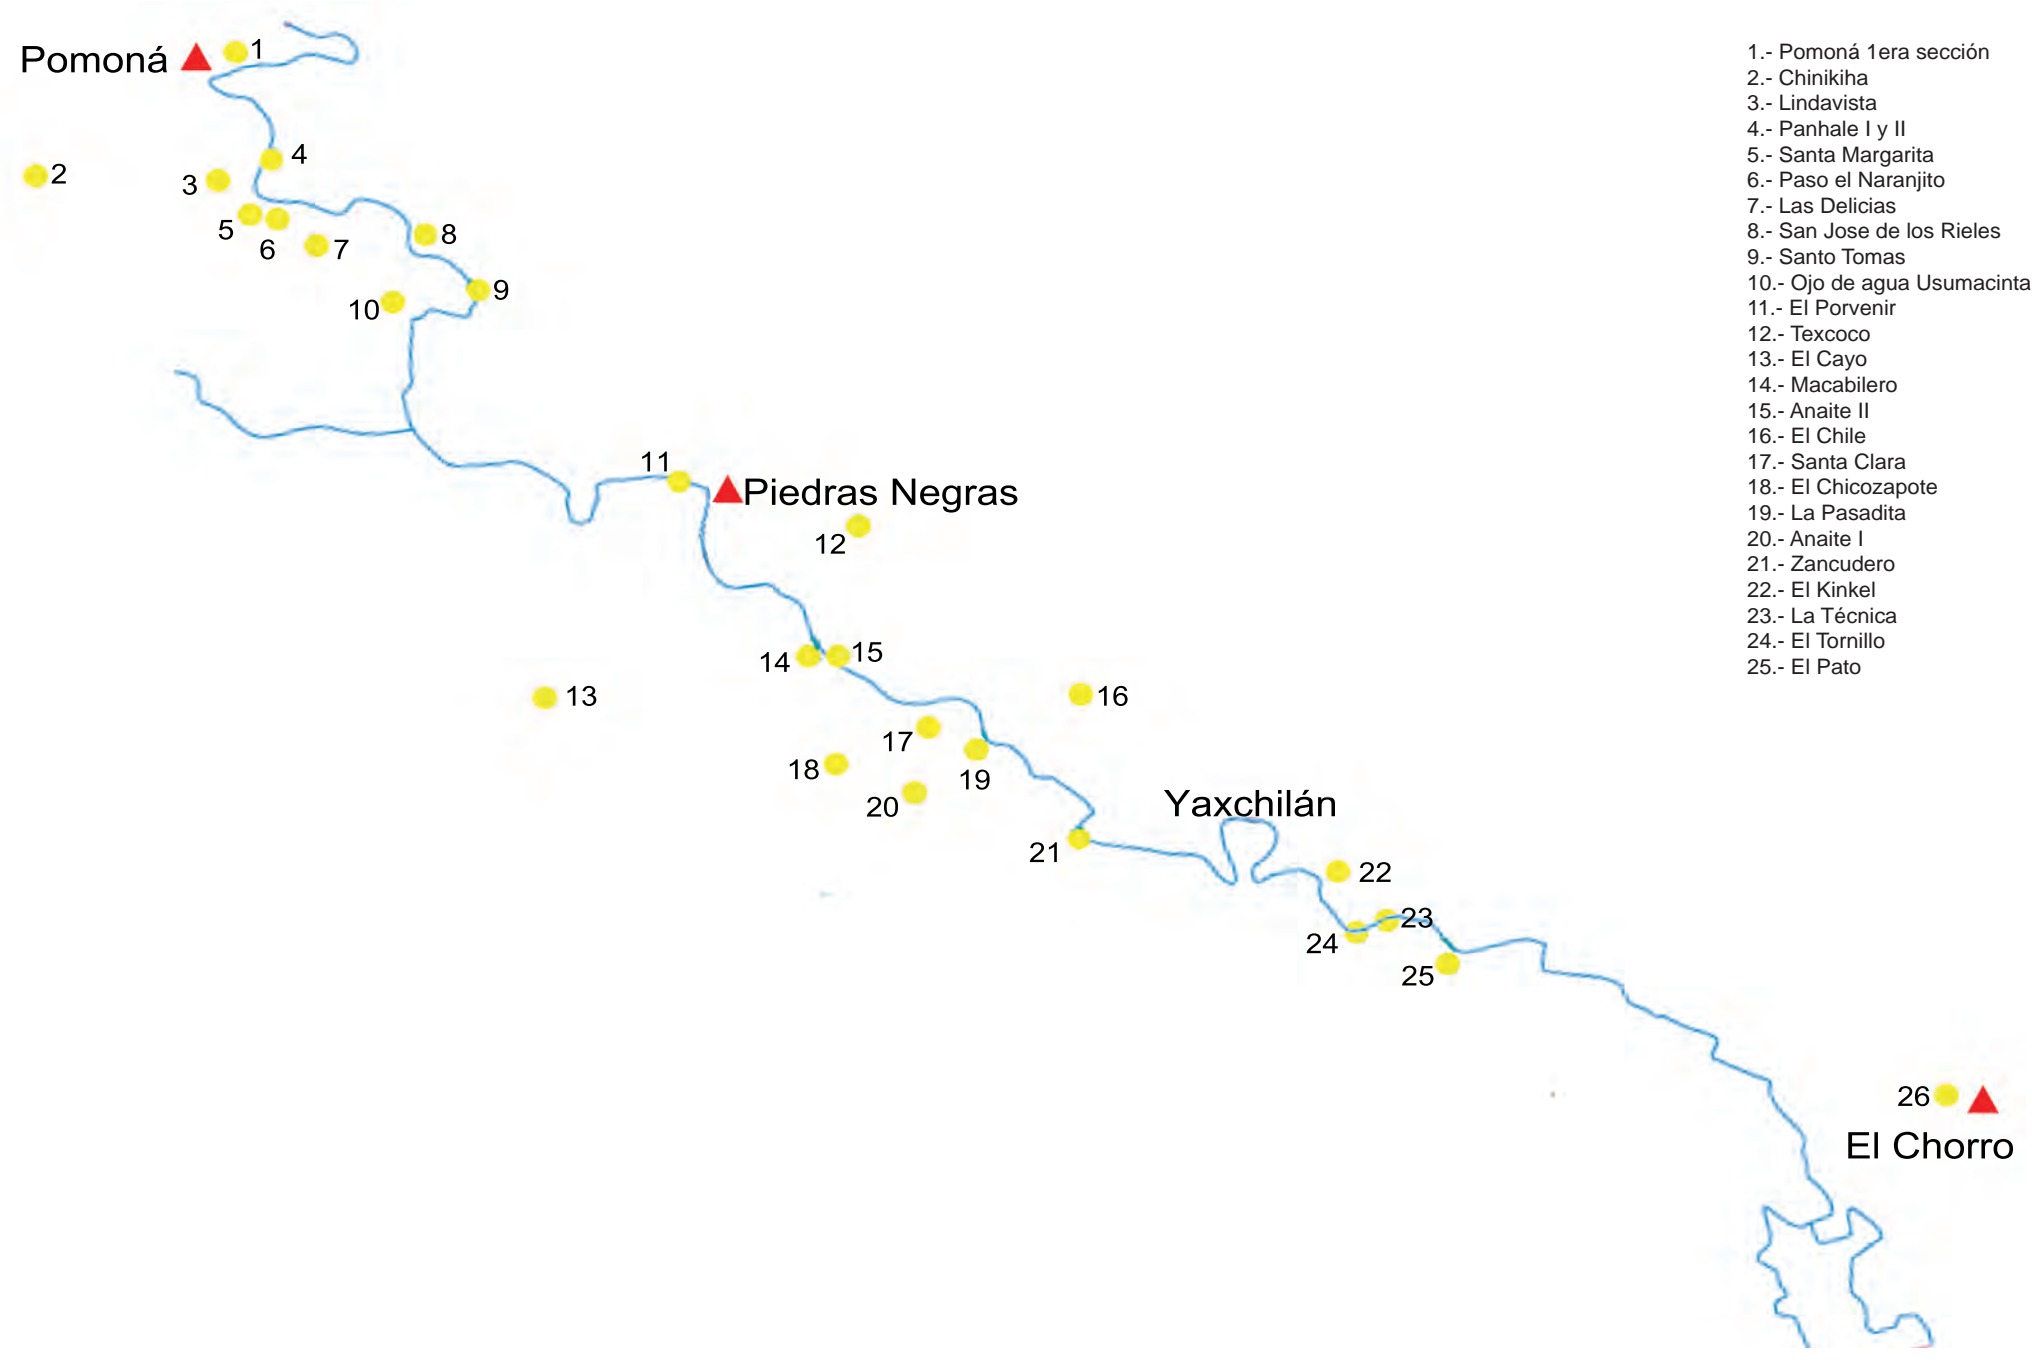 Pomoná
1
2
3
4
5
6
7
8
9
10
11
Piedras Negras
12
13
14
15
16
17
18
19
20
21
Yaxchilán
22
23
24
25
26
El Chorro
1.- Pomoná 1era sección
2.- Chinikiha
3.- Lindavista
4.- Panhale I y II
5.- Santa Margarita
6.- Paso el Naranjito
7.- Las Delicias
8.- San Jose de los Rieles
9.- Santo Tomas
10.- Ojo de agua Usumacinta
11.- El Porvenir
12.- Texcoco
13.- El Cayo
14.- Macabilero
15.- Anaite II
16.- El Chile
17.- Santa Clara
18.- El Chicozapote
19.- La Pasadita
20.- Anaite I
21.- Zancudero
22.- El Kinkel
23.- La Técnica
24.- El Tornillo
25.- El Pato